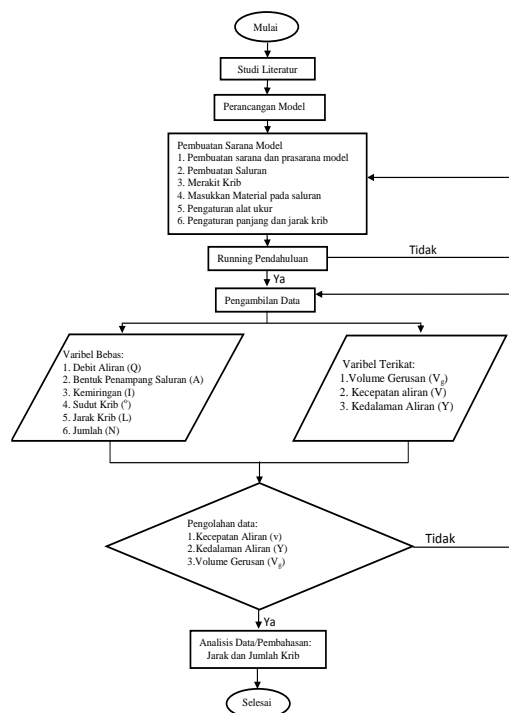 Mulai
Studi Literatur
Perancangan Model
Pembuatan Sarana Model
1. Pembuatan sarana dan prasarana model
2. Pembuatan Saluran
3. Merakit Krib
4. Masukkan Material pada saluran
5. Pengaturan alat ukur
6. Pengaturan panjang dan jarak krib
Running Pendahuluan
Tidak
Ya
Pengambilan Data
Varibel Bebas:
1. Debit Aliran (Q)
2. Bentuk Penampang Saluran (A)
3. Kemiringan (I)
4. Sudut Krib (°)
5. Jarak Krib (L)
6. Jumlah (N)
Varibel Terikat:
1.Volume Gerusan (Vg)
2. Kecepatan aliran (V)
3. Kedalaman Aliran (Y)
Pengolahan data:
1.Kecepatan Aliran (v)
2.Kedalaman Aliran (Y)
3.Volume Gerusan (Vg)
Tidak
Ya
Analisis Data/Pembahasan:
Jarak dan Jumlah Krib
Selesai